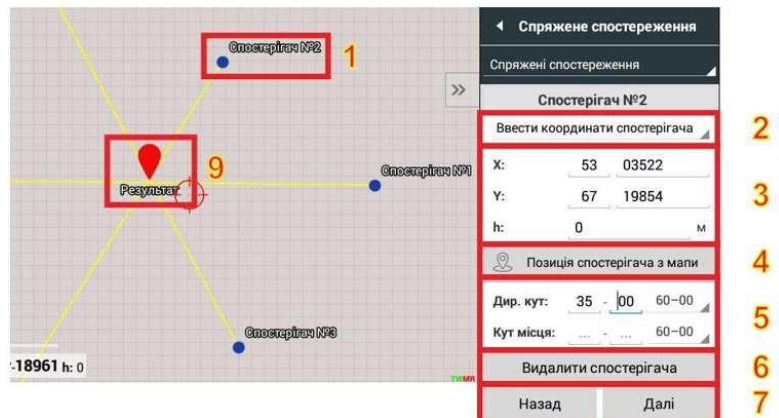 Спостерігач №2
1
Результат
9
Спостерігач №1
Спостерігач №3
-18961 h: 0
Спряжене спостереження
Спряжені спостереження
»
Спостерігач №2
Ввести координати спостерігача
2
X: 53 03522
Y: 67 19854
h: 0 м
3
Позиція спостерігача з мапи
4
Дир. кут: 35 - 00 60-00
Кут місця: ... - ... 60-00
5
Видалити спостерігача
6
Назад Далі
7